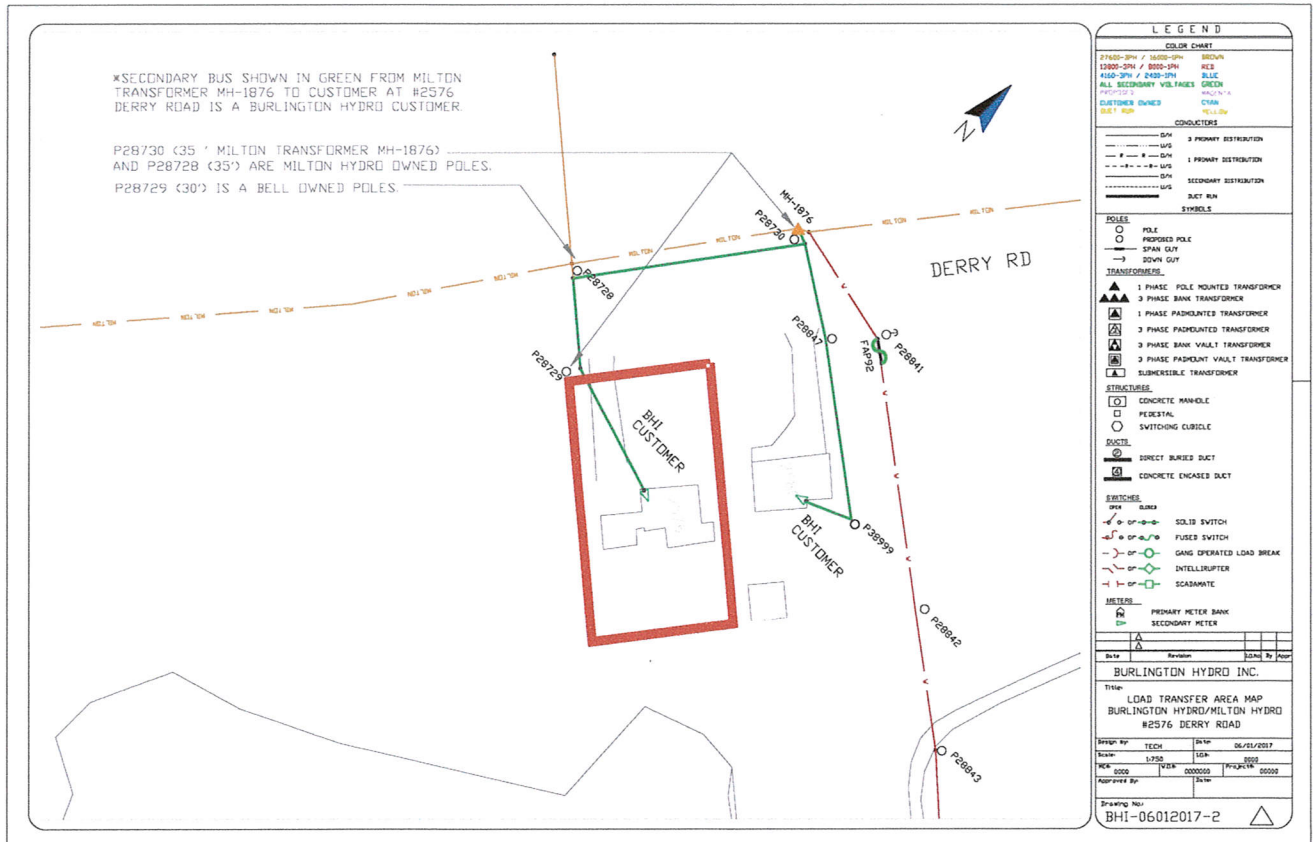 *SECONDARY BUS SHOWN IN GREEN FROM MILTON
TRANSFORMER MH-1876 TO CUSTOMER AT #2576
DERRY ROAD IS A BURLINGTON HYDRO CUSTOMER.
P28730 (35 ' MILTON TRANSFORMER MH-1876)
AND P28728 (35') ARE MILTON HYDRO OWNED POLES.
P28729 (30') IS A BELL OWNED POLES.
N
MH-1876
P28730
MILTON
MILTON
MILTON
MILTON
MILTON
MILTON
MILTON
MILTON
DERRY RD
P28728
P28729
P28847
FAP92
P28841
BHI
CUSTOMER
BHI
CUSTOMER
P38999
P28842
P28843
LEGEND
COLOR CHART
27600-3PH / 16000-1PH BROWN
13800-3PH / 8000-1PH RED
4160-3PH / 2400-1PH BLUE
ALL SECONDARY VOLTAGES GREEN
PROPOSED MAGENTA
CUSTOMER OWNED CYAN
DUCT RUN YELLOW
CONDUCTORS
O/H
U/G
3 PRIMARY DISTRIBUTION
O/H
U/G
1 PRIMARY DISTRIBUTION
O/H
U/G
SECONDARY DISTRIBUTION
DUCT RUN
SYMBOLS
POLES
POLE
PROPOSED POLE
SPAN GUY
DOWN GUY
TRANSFORMERS
1 PHASE POLE MOUNTED TRANSFORMER
3 PHASE BANK TRANSFORMER
1 PHASE PADMOUNTED TRANSFORMER
3 PHASE PADMOUNTED TRANSFORMER
3 PHASE BANK VAULT TRANSFORMER
3 PHASE PADMOUNT VAULT TRANSFORMER
SUBMERSIBLE TRANSFORMER
STRUCTURES
CONCRETE MANHOLE
PEDESTAL
SWITCHING CUBICLE
DUCTS
DIRECT BURIED DUCT
CONCRETE ENCASED DUCT
SWITCHES
OPEN CLOSED
or SOLID SWITCH
or FUSED SWITCH
or GANG OPERATED LOAD BREAK
or INTELLIRUPTER
or SCADAMATE
METERS
PRIMARY METER BANK
SECONDARY METER
Date Revision I.O.No By Appr
BURLINGTON HYDRO INC.
Title:
LOAD TRANSFER AREA MAP
BURLINGTON HYDRO/MILTON HYDRO
#2576 DERRY ROAD
Design By: TECH Date: 06/01/2017
Scale: 1:750 I.O.#: 0000
0000 W.O.#: 0000000 Project#: 00000
Approved By: Date:
Drawing No:
BHI-06012017-2